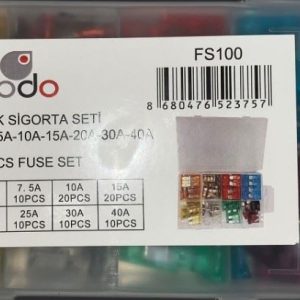 odo
FS100
K SİGORTA SETİ
5A-10A-15A-20A-30A-40A
CS FUSE SET
8 680476 523757
7. 5A 10A 15A
10PCS 20PCS 20PCS
25A 30A 40A
10PCS 10PCS 10PCS